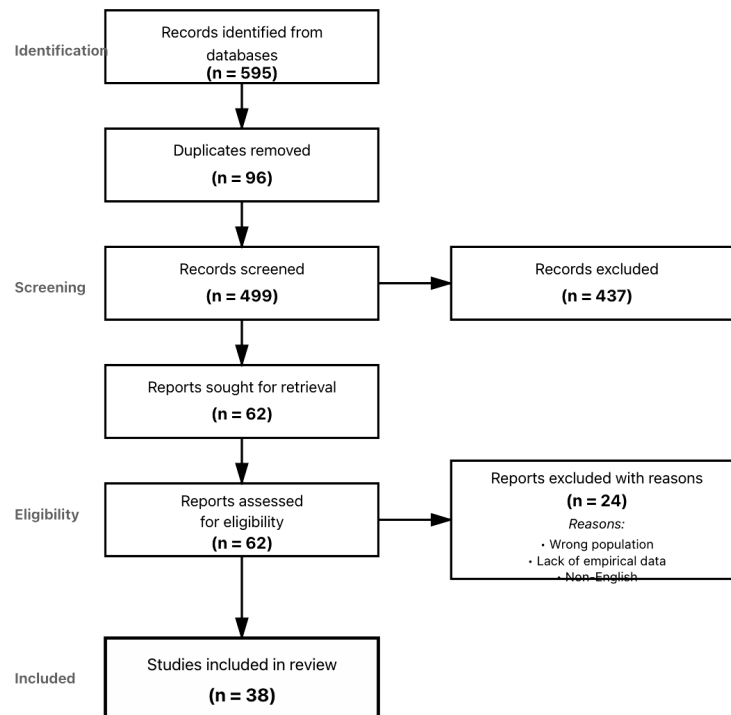 Identification
Records identified from
databases
(n = 595)
Duplicates removed
(n = 96)
Screening
Records screened
(n = 499)
Records excluded
(n = 437)
Reports sought for retrieval
(n = 62)
Eligibility
Reports assessed
for eligibility
(n = 62)
Reports excluded with reasons
(n = 24)
Reasons:
• Wrong population
• Lack of empirical data
• Non-English
Included
Studies included in review
(n = 38)